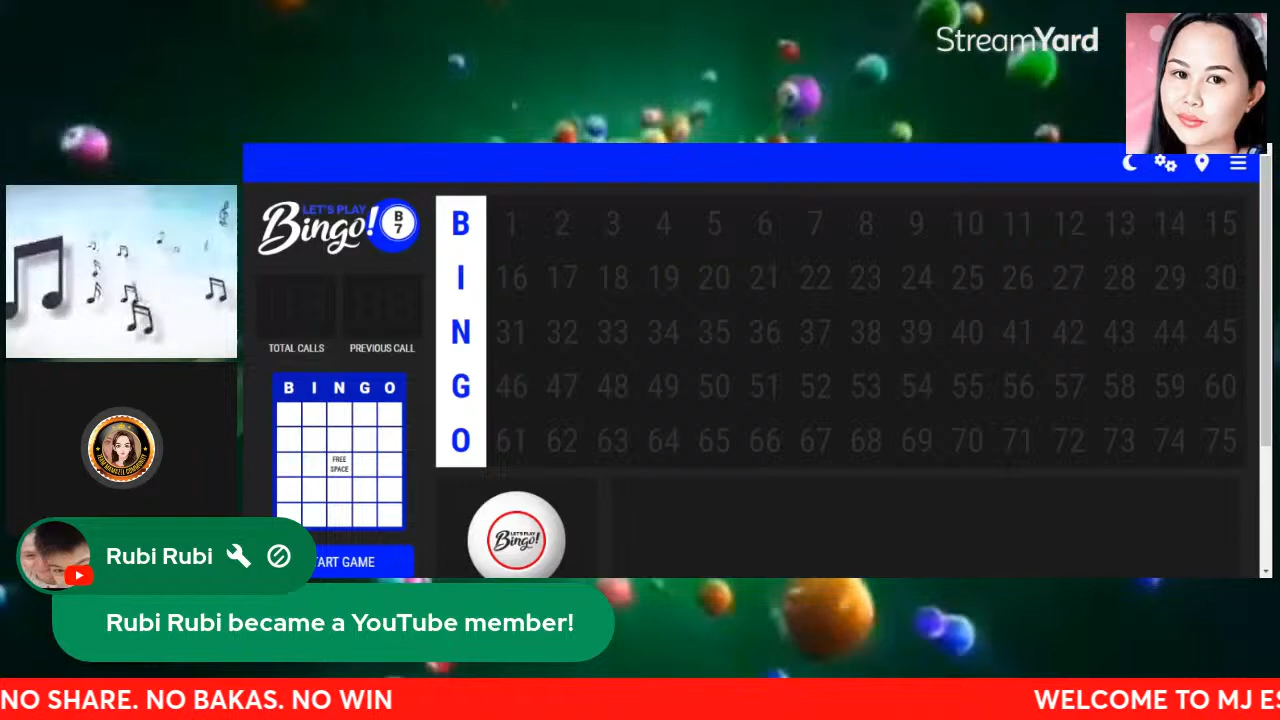 StreamYard
LET'S PLAY
Bingo!
B
7
TOTAL CALLS
PREVIOUS CALL
B I N G O
FREE
SPACE
TART GAME
B 1 2 3 4 5 6 7 8 9 10 11 12 13 14 15
I 16 17 18 19 20 21 22 23 24 25 26 27 28 29 30
N 31 32 33 34 35 36 37 38 39 40 41 42 43 44 45
G 46 47 48 49 50 51 52 53 54 55 56 57 58 59 60
O 61 62 63 64 65 66 67 68 69 70 71 72 73 74 75
LET'S PLAY
Bingo!
Rubi Rubi
Rubi Rubi became a YouTube member!
NO SHARE. NO BAKAS. NO WIN
WELCOME TO MJ ES